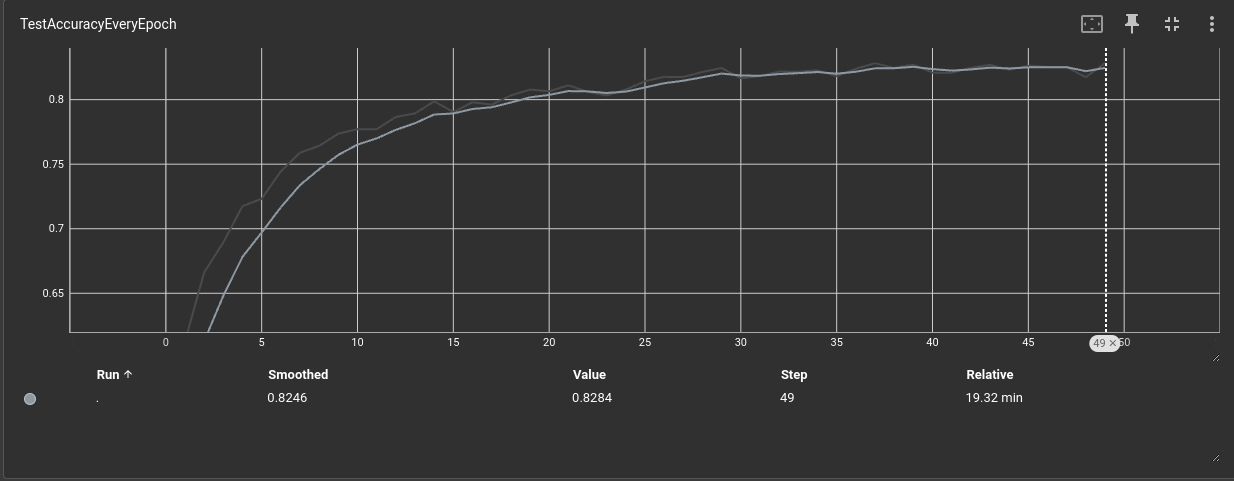 TestAccuracyEveryEpoch
0.8
0.75
0.7
0.65
0 5 10 15 20 25 30 35 40 45 49 × 50
Run ↑ Smoothed Value Step Relative
. 0.8246 0.8284 49 19.32 min